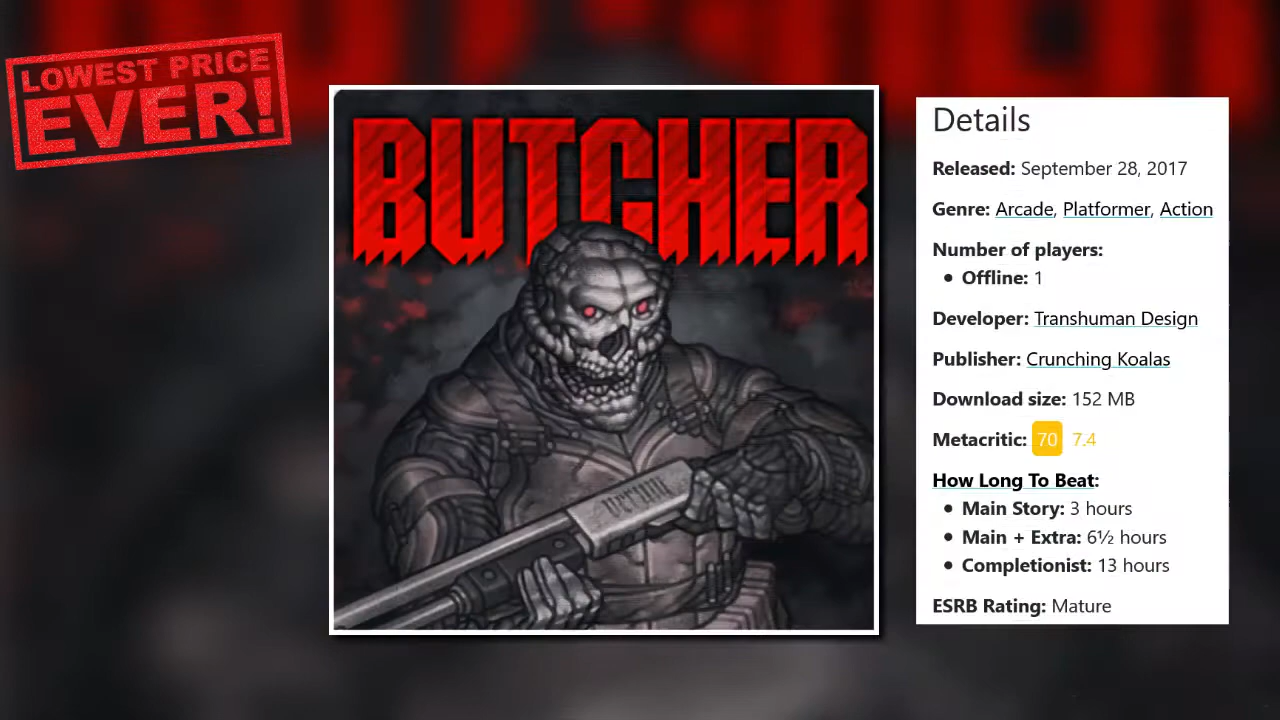 LOWEST PRICE
EVER!
BUTCHER
Details
Released: September 28, 2017
Genre: Arcade, Platformer, Action
Number of players:
• Offline: 1
Developer: Transhuman Design
Publisher: Crunching Koalas
Download size: 152 MB
Metacritic: 70 7.4
How Long To Beat:
• Main Story: 3 hours
• Main + Extra: 6½ hours
• Completionist: 13 hours
ESRB Rating: Mature